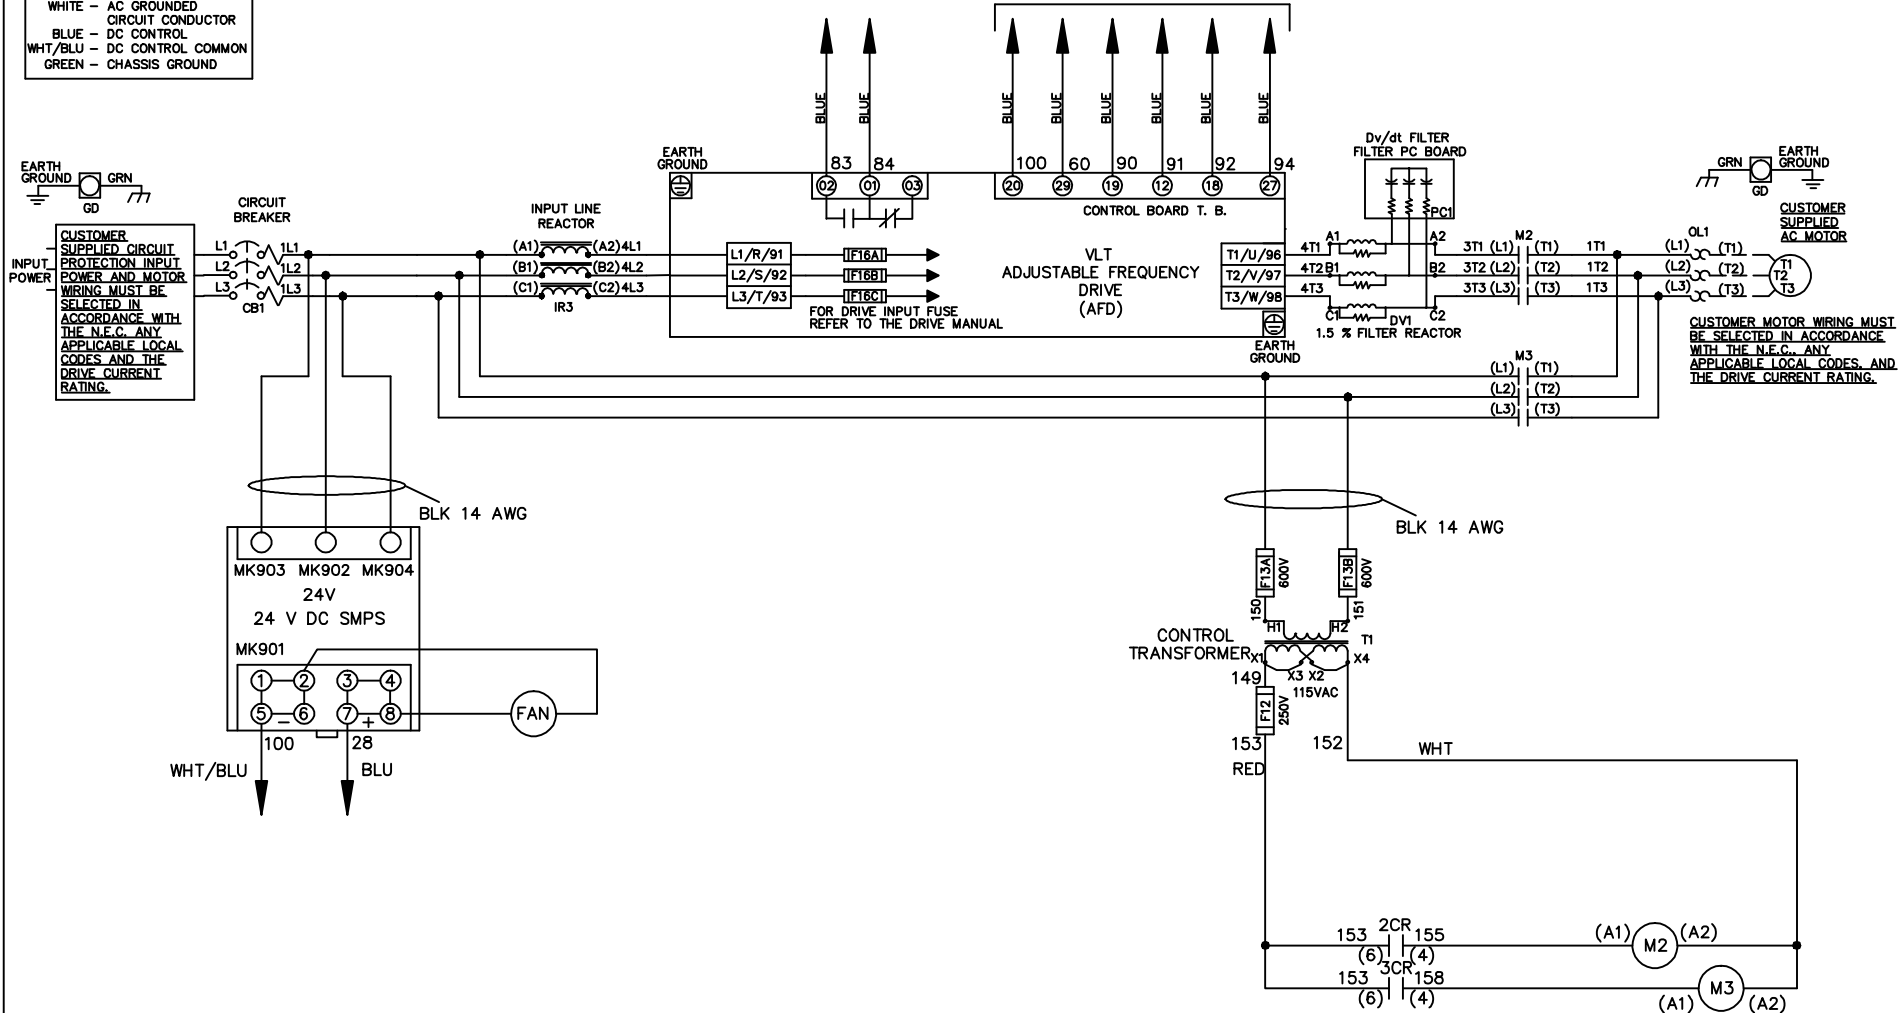 WHITE – AC GROUNDED
CIRCUIT CONDUCTOR
BLUE – DC CONTROL
WHT/BLU – DC CONTROL COMMON
GREEN – CHASSIS GROUND
BLUE BLUE BLUE BLUE BLUE BLUE BLUE BLUE
EARTH
GROUND
GRN
GD
CUSTOMER
SUPPLIED CIRCUIT
PROTECTION INPUT
POWER AND MOTOR
WIRING MUST BE
SELECTED IN
ACCORDANCE WITH
THE N.E.C. ANY
APPLICABLE LOCAL
CODES AND THE
DRIVE CURRENT
RATING.
INPUT
POWER
CIRCUIT
BREAKER
L1 1L1
L2 1L2
L3 1L3
CB1
INPUT LINE
REACTOR
(A1) (A2) 4L1
(B1) (B2) 4L2
(C1) (C2) 4L3
IR3
EARTH
GROUND
83 84
02 01 03
100 60 90 91 92 94
20 29 19 12 18 27
CONTROL BOARD T. B.
L1/R/91 F16A
L2/S/92 F16B
L3/T/93 F16C
FOR DRIVE INPUT FUSE
REFER TO THE DRIVE MANUAL
VLT
ADJUSTABLE FREQUENCY
DRIVE
(AFD)
T1/U/96
T2/V/97
T3/W/98
EARTH
GROUND
Dv/dt FILTER
FILTER PC BOARD
PC1
4T1 A1 A2
4T2 B1 B2
4T3 C1 C2
DV1
1.5 % FILTER REACTOR
M2
3T1 (L1) (T1) 1T1
3T2 (L2) (T2) 1T2
3T3 (L3) (T3) 1T3
OL1
(L1) (T1)
(L2) (T2)
(L3) (T3)
T1
T2
T3
GRN
EARTH
GROUND
GD
CUSTOMER
SUPPLIED
AC MOTOR
CUSTOMER MOTOR WIRING MUST
BE SELECTED IN ACCORDANCE
WITH THE N.E.C., ANY
APPLICABLE LOCAL CODES, AND
THE DRIVE CURRENT RATING.
M3
(L1) (T1)
(L2) (T2)
(L3) (T3)
BLK 14 AWG
MK903 MK902 MK904
24V
24 V DC SMPS
MK901
1 2 3 4
5 – 6 7 + 8
FAN
100 28
WHT/BLU BLU
BLK 14 AWG
F13A 600V
F13B 600V
150 151
H1 H2
T1
CONTROL
TRANSFORMER
X1 X4
X3 X2
149
115VAC
F12 250V
153 152
RED
WHT
2CR
153 155
(6) (4)
(A1) M2 (A2)
3CR
153 158
(6) (4)
M3
(A1) (A2)